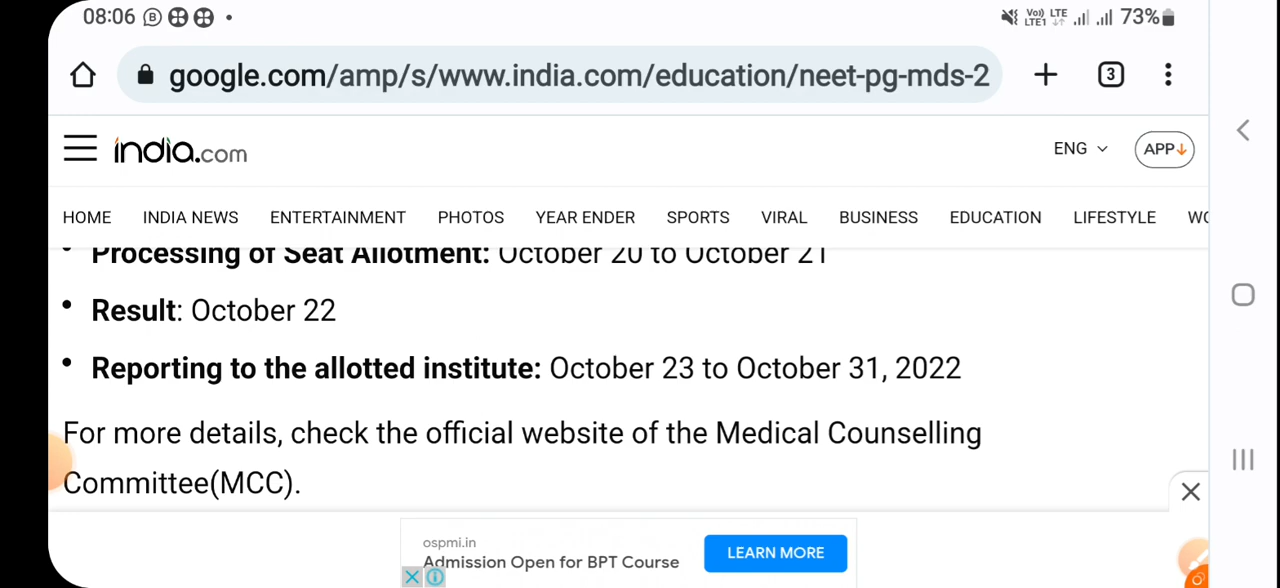 08:06
Vo)) LTE
LTE1
73%
google.com/amp/s/www.india.com/education/neet-pg-mds-2
3
india.com
ENG
APP
HOME INDIA NEWS ENTERTAINMENT PHOTOS YEAR ENDER SPORTS VIRAL BUSINESS EDUCATION LIFESTYLE WO
• Processing of Seat Allotment: October 20 to October 21
• Result: October 22
• Reporting to the allotted institute: October 23 to October 31, 2022
For more details, check the official website of the Medical Counselling
Committee(MCC).
ospmi.in
Admission Open for BPT Course
LEARN MORE